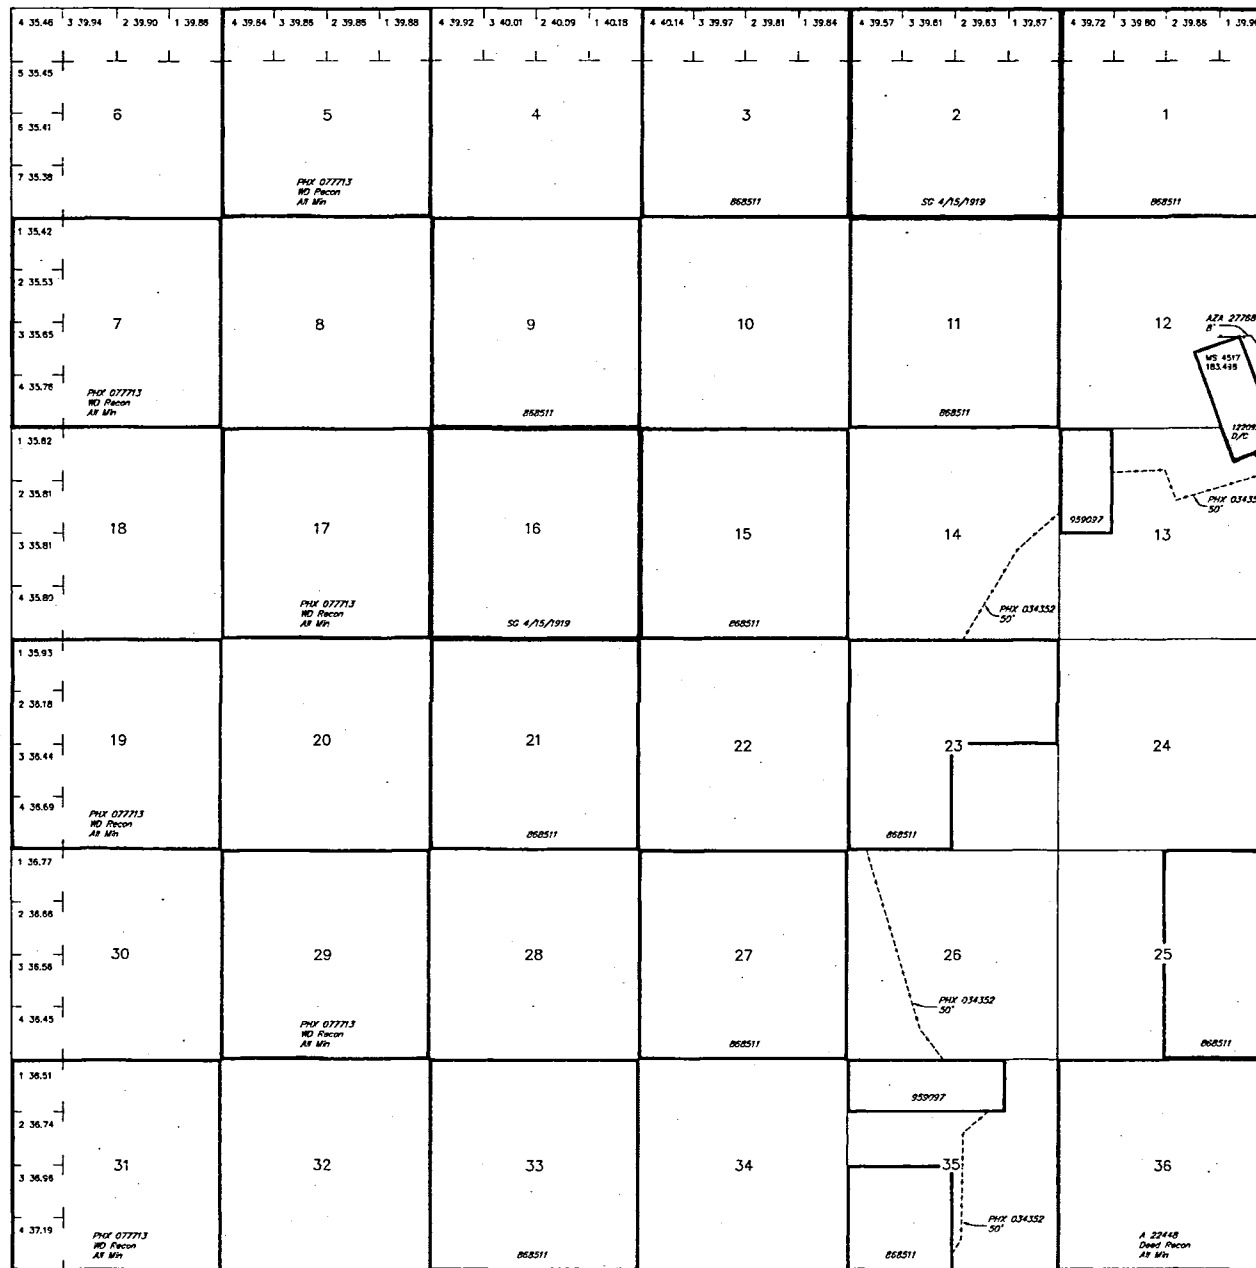 4 35.46 3 39.94 2 39.90 1 39.86 4 39.84 3 39.86 2 39.85 1 39.88 4 39.92 3 40.01 2 40.09 1 40.18 4 40.14 3 39.97 2 39.81 1 39.84 4 39.57 3 39.61 2 39.63 1 39.67 4 39.72 3 39.80 2 39.88 1 39.96
5 35.45
6 5 4 3 2 1
6 35.41
7 35.38
PHX 077713
WD Recon
All Min
868511
SG 4/15/1919
868511
1 35.42
2 35.53
7 8 9 10 11 12
3 35.65
AZA 27768
8'
MS 4517
183.495
4 35.76
PHX 077713
WD Recon
All Min
868511
868511
D/C
1 35.82
2 35.81
PHX 03435
50'
959097
18 17 16 15 14 13
3 35.81
4 35.80
PHX 077713
WD Recon
All Min
SG 4/15/1919
868511
PHX 034352
50'
1 35.93
2 36.18
19 20 21 22 23 24
3 36.44
4 36.69
PHX 077713
WD Recon
All Min
868511
868511
1 36.77
2 36.66
30 29 28 27 26 25
3 36.56
4 36.45
PHX 077713
WD Recon
All Min
868511
PHX 034352
50'
868511
1 36.51
959097
2 36.74
31 32 33 34 35 36
3 36.96
4 37.19
PHX 077713
WD Recon
All Min
868511
868511
PHX 034352
50'
A 22448
Deed Recon
All Min